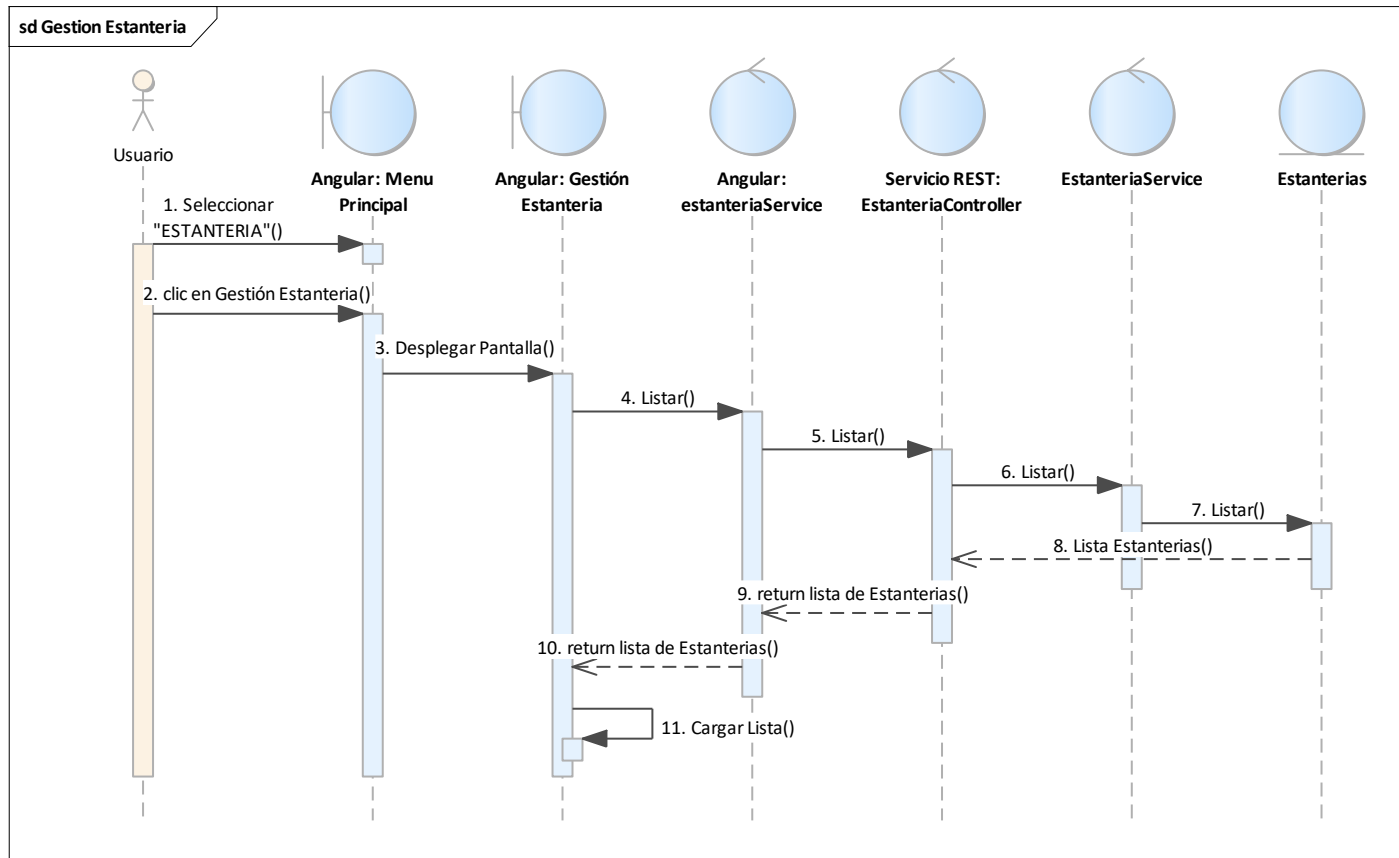 sd Gestion Estanteria
Usuario
Angular: Menu
Principal
Angular: Gestión
Estanteria
Angular:
estanteriaService
Servicio REST:
EstanteriaController
EstanteriaService
Estanterias
1. Seleccionar
"ESTANTERIA"()
2. clic en Gestión Estanteria()
3. Desplegar Pantalla()
4. Listar()
5. Listar()
6. Listar()
7. Listar()
8. Lista Estanterias()
9. return lista de Estanterias()
10. return lista de Estanterias()
11. Cargar Lista()